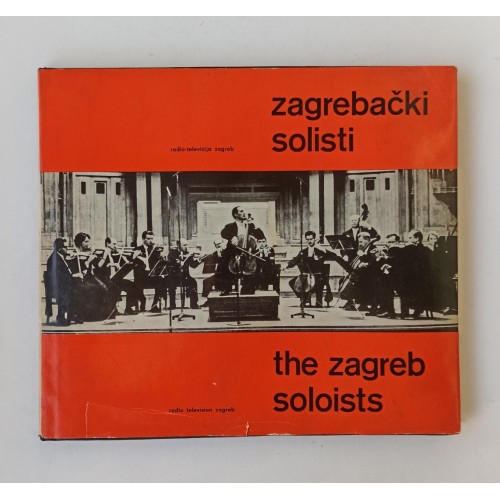 zagrebački
solisti
radio-televizija zagreb
the zagreb
soloists
radio television zagreb